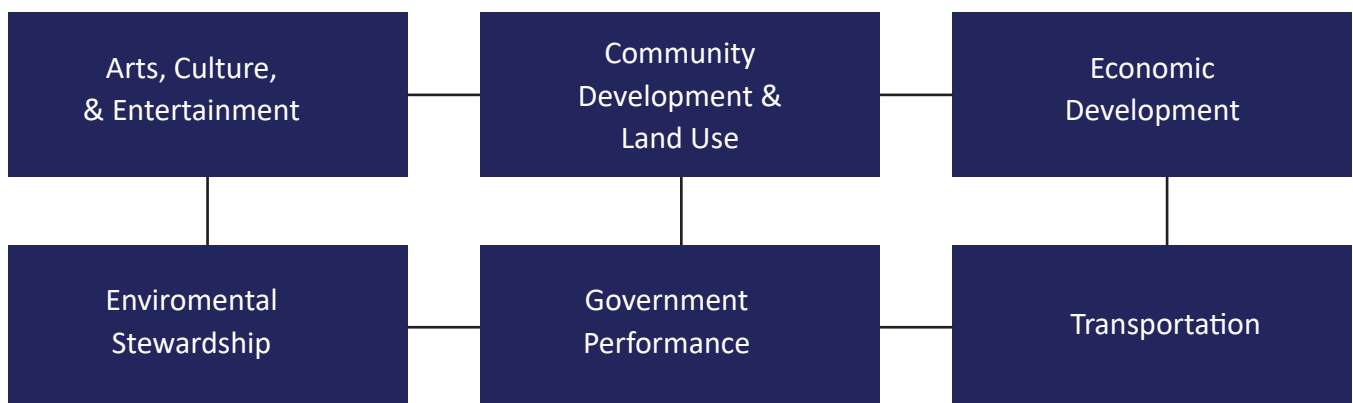 Arts, Culture,
& Entertainment
Community
Development &
Land Use
Economic
Development
Enviromental
Stewardship
Government
Performance
Transportation